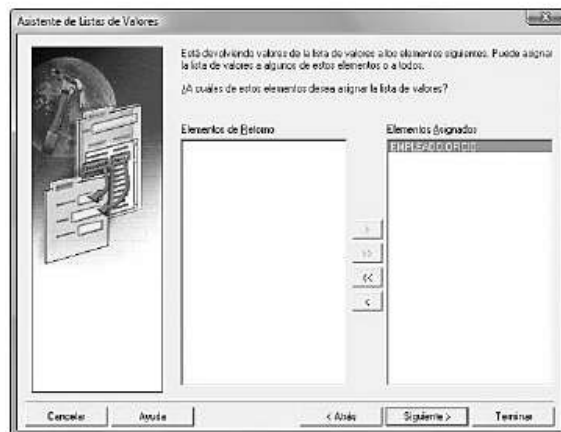 Asistente de Listas de Valores
Está devolviendo valores de la lista de valores a los elementos siguientes. Puede asignar
la lista de valores a algunos de estos elementos o a todos.
¿A cuáles de estos elementos desea asignar la lista de valores?
Elementos de Retorno
Elementos Asignados
EMPLEADO.OFICIO
>
>>
<<
<
Cancelar
Ayuda
< Atrás
Siguiente >
Terminar